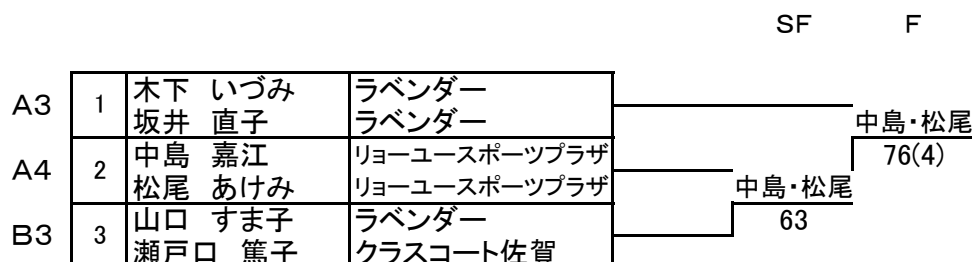 SF F
A3 1 木下 いづみ ラベンダー
坂井 直子 ラベンダー
中島・松尾
A4 2 中島 嘉江 リョーユースポーツプラザ
76(4)
松尾 あけみ リョーユースポーツプラザ
中島・松尾
B3 3 山口 すま子 ラベンダー
63
瀬戸口 篤子 クラスコート佐賀